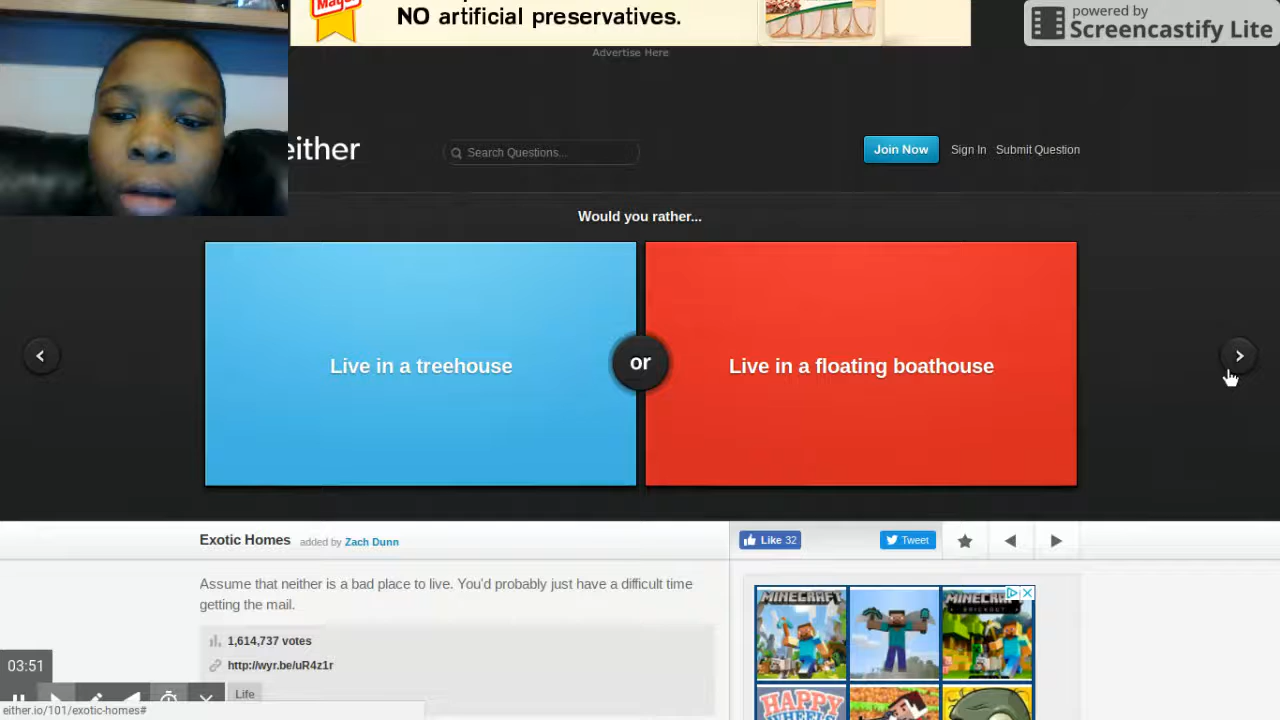 NO artificial preservatives.
powered by
Screencastify Lite
Advertise Here
either
Search Questions...
Join Now
Sign In
Submit Question
Would you rather...
Live in a treehouse
or
Live in a floating boathouse
Exotic Homes added by Zach Dunn
Like 32
Tweet
Assume that neither is a bad place to live. You'd probably just have a difficult time
getting the mail.
1,614,737 votes
http://wyr.be/uR4z1r
Life
MINECRAFT
HAPPY
WHEELS
03:51
either.io/101/exotic-homes#